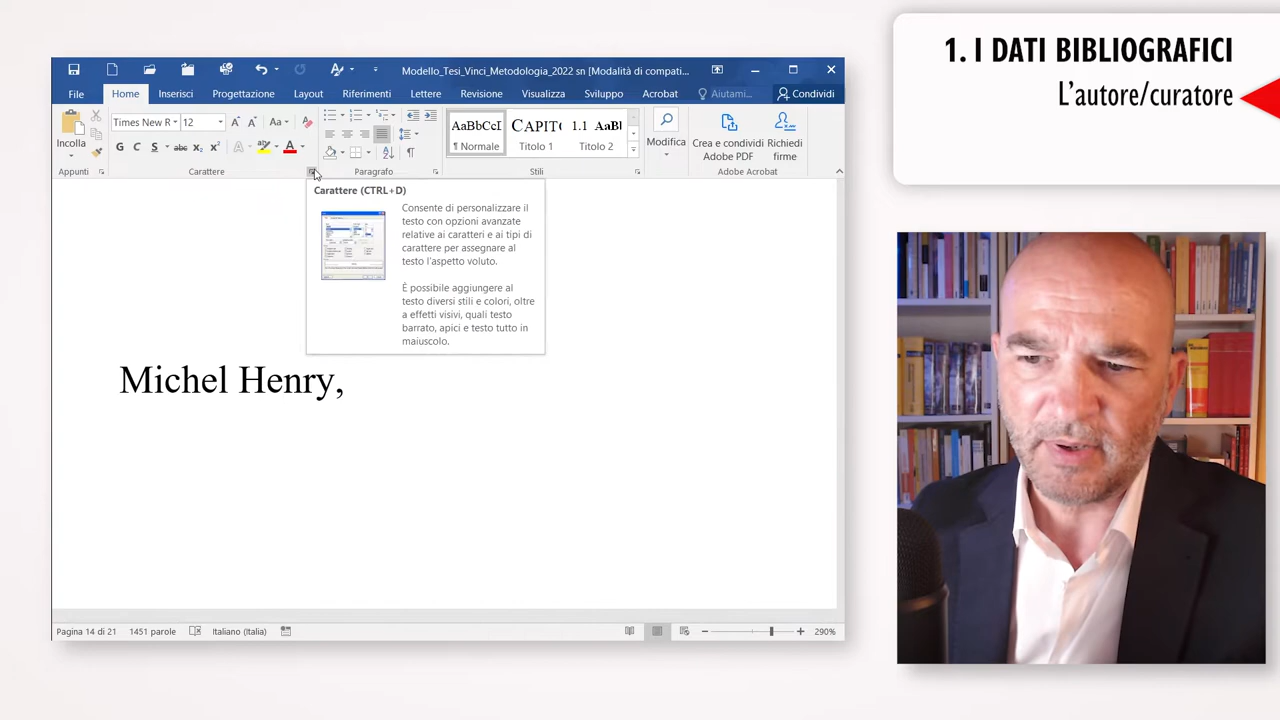 1. I DATI BIBLIOGRAFICI
L'autore/curatore
Modello_Tesi_Vinci_Metodologia_2022 sn [Modalità di compati...
File Home Inserisci Progettazione Layout Riferimenti Lettere Revisione Visualizza Sviluppo Acrobat Aiutami... Condividi
Times New R 12
Incolla
G C S abc x₂ x²
Appunti
Carattere
Paragrafo
AaBbCcI
¶ Normale
CAPIT
Titolo 1
1.1 AaBl
Titolo 2
Stili
Modifica
Crea e condividi
Adobe PDF
Richiedi
firme
Adobe Acrobat
Carattere (CTRL+D)
Consente di personalizzare il
testo con opzioni avanzate
relative ai caratteri e ai tipi di
carattere per assegnare al
testo l'aspetto voluto.
È possibile aggiungere al
testo diversi stili e colori, oltre
a effetti visivi, quali testo
barrato, apici e testo tutto in
maiuscolo.
Michel Henry,
Pagina 14 di 21 1451 parole Italiano (Italia) 290%